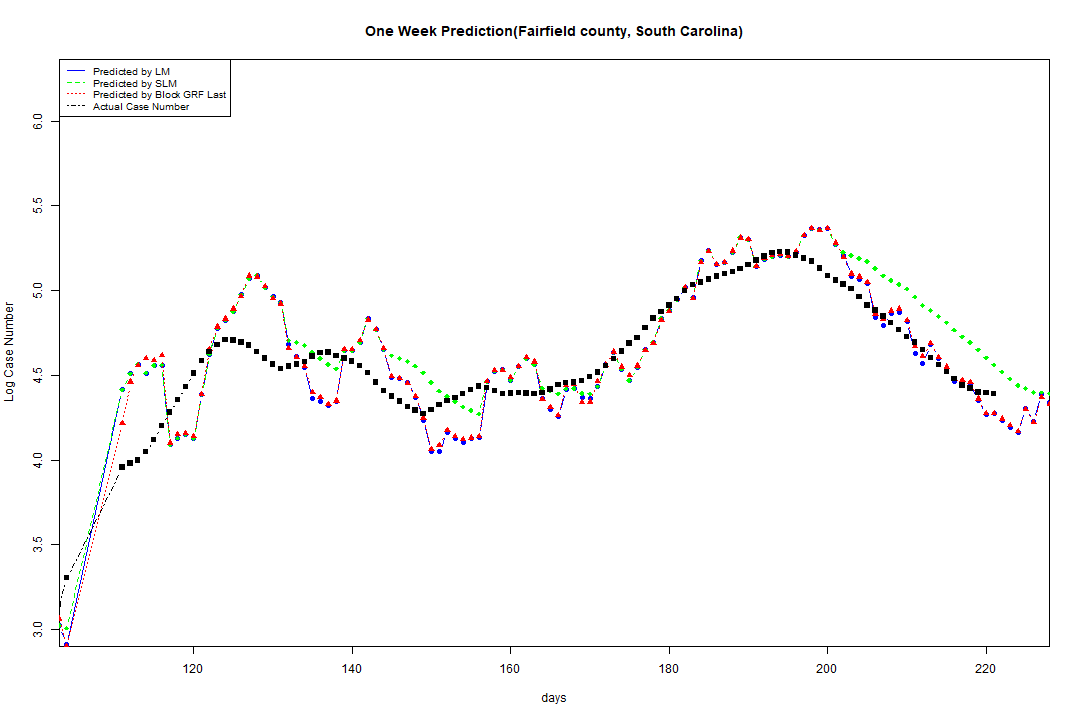 One Week Prediction(Fairfield county, South Carolina)
Predicted by LM
Predicted by SLM
Predicted by Block GRF Last
Actual Case Number
6.0
5.5
5.0
4.5
4.0
3.5
3.0
Log Case Number
120 140 160 180 200 220
days